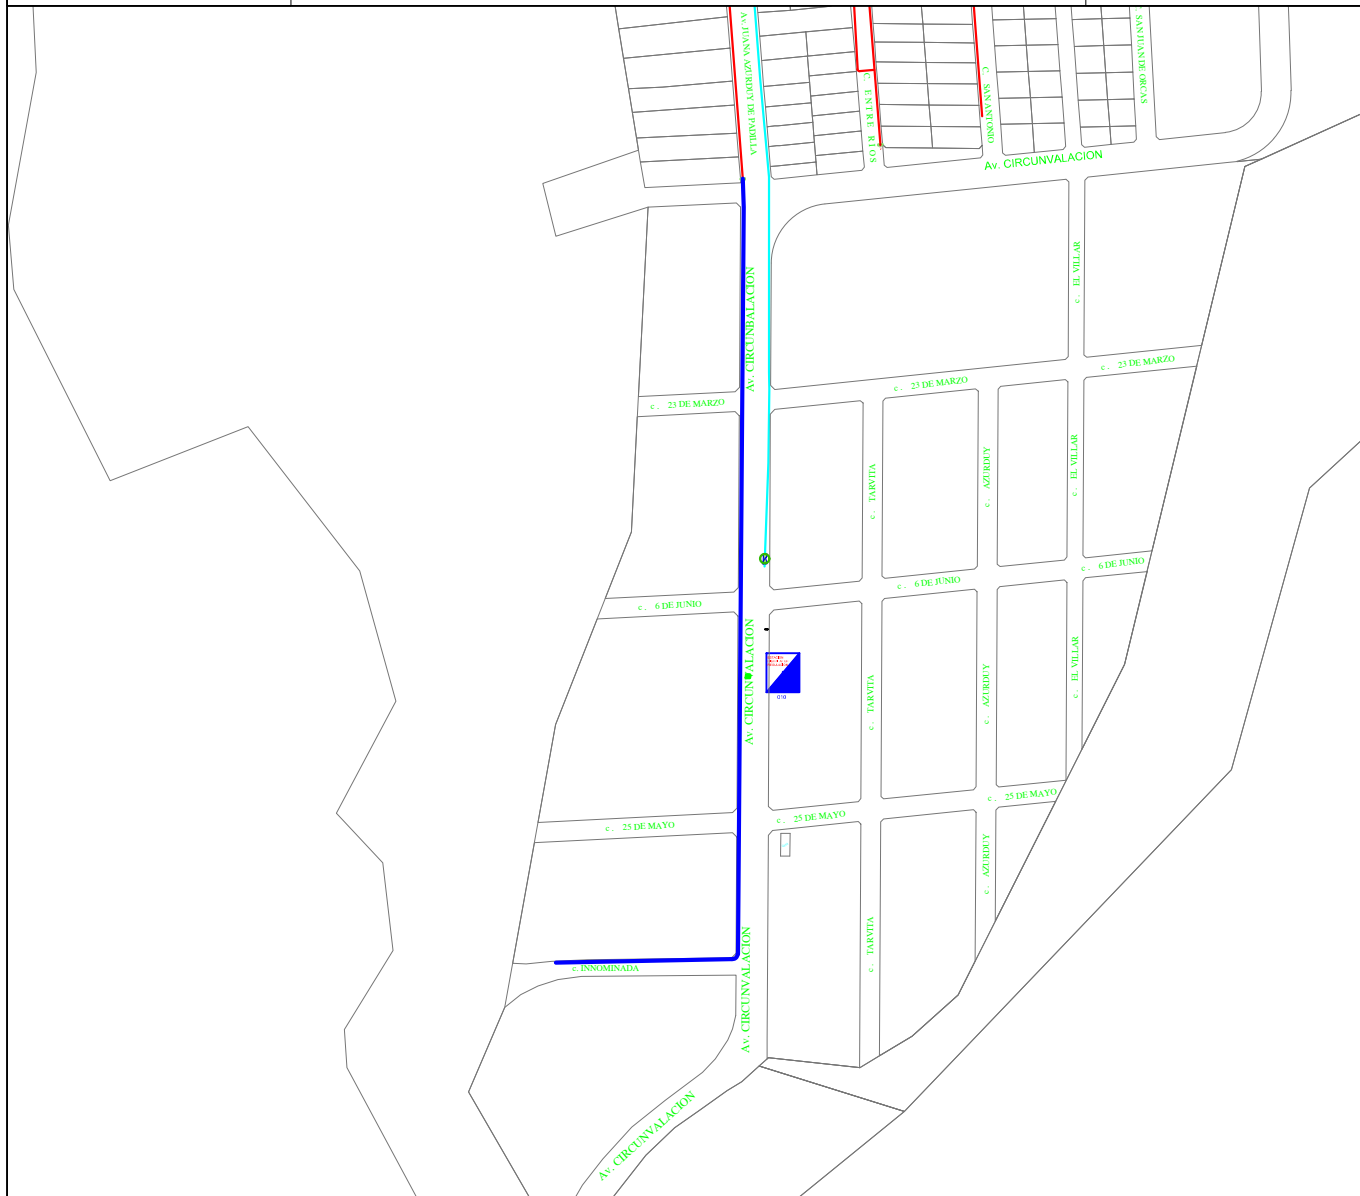 Av. JUANA AZURDUY DE PADILLA
C. ENTRE RIOS
C. SAN ANTONIO
SAN JUAN DE ORCAS
Av. CIRCUNVALACION
c. EL VILLAR
Av. CIRCUNBALACION
c. 23 DE MARZO
c. 23 DE MARZO
c. 23 DE MARZO
c. TARVITA
c. AZURDUY
c. EL VILLAR
K
c. 6 DE JUNIO
c. 6 DE JUNIO
c. 6 DE JUNIO
Av. CIRCUNVALACION
c. TARVITA
c. AZURDUY
c. EL VILLAR
c. 25 DE MAYO
c. 25 DE MAYO
c. 25 DE MAYO
c. AZURDUY
c. TARVITA
c. INNOMINADA
Av. CIRCUNVALACION
Av. CIRCUNVALACION